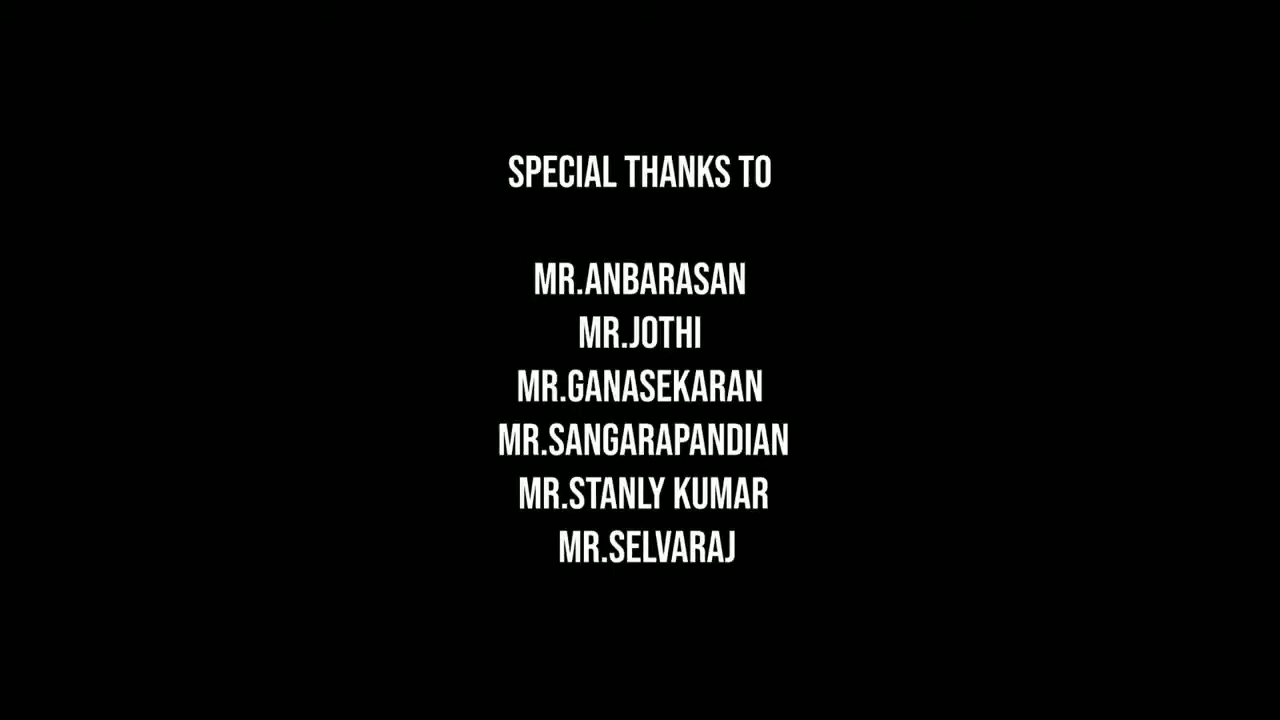 SPECIAL THANKS TO
MR.ANBARASAN
MR.JOTHI
MR.GANASEKARAN
MR.SANGARAPANDIAN
MR.STANLY KUMAR
MR.SELVARAJ